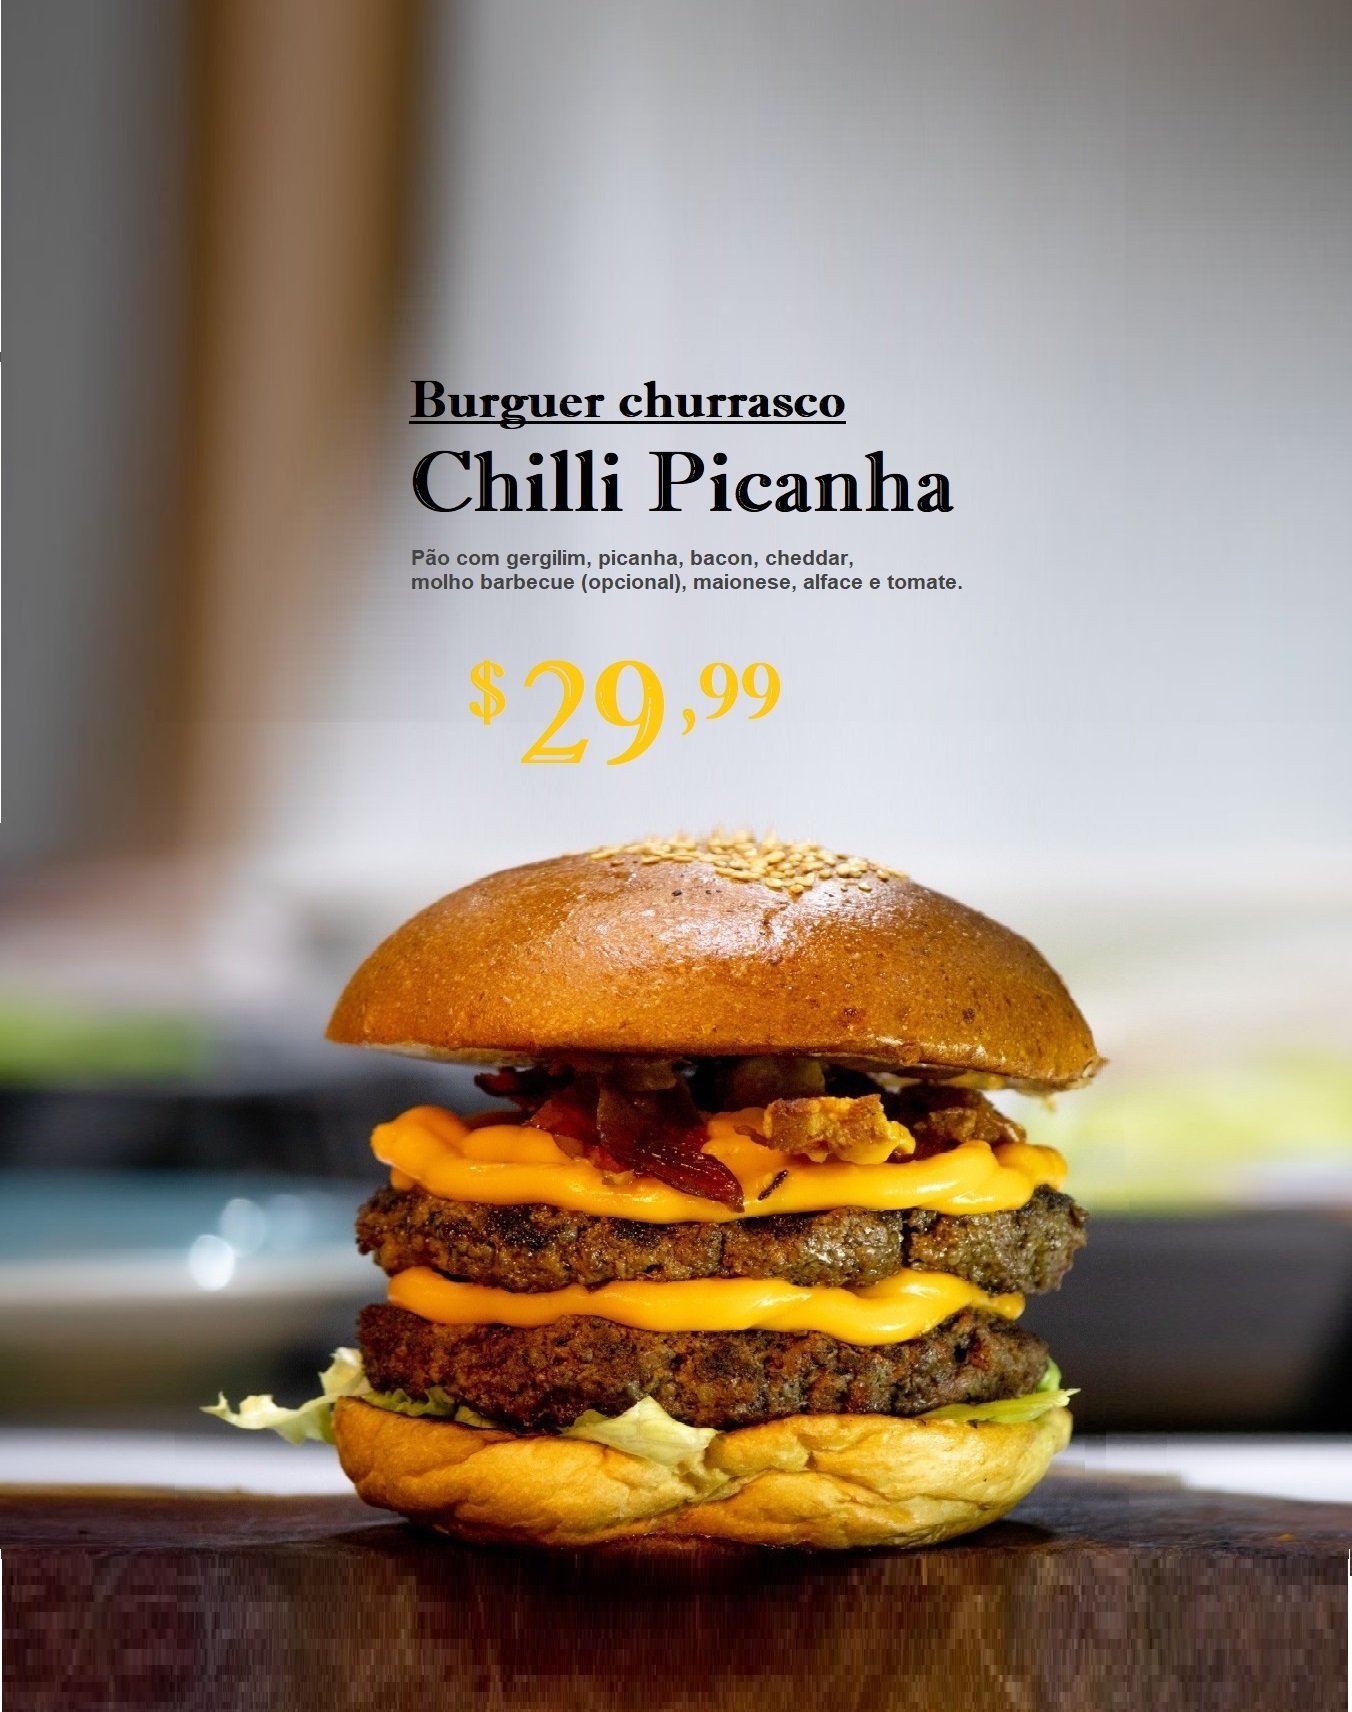 Burguer churrasco
Chilli Picanha
Pão com gergilim, picanha, bacon, cheddar,
molho barbecue (opcional), maionese, alface e tomate.
$29,99